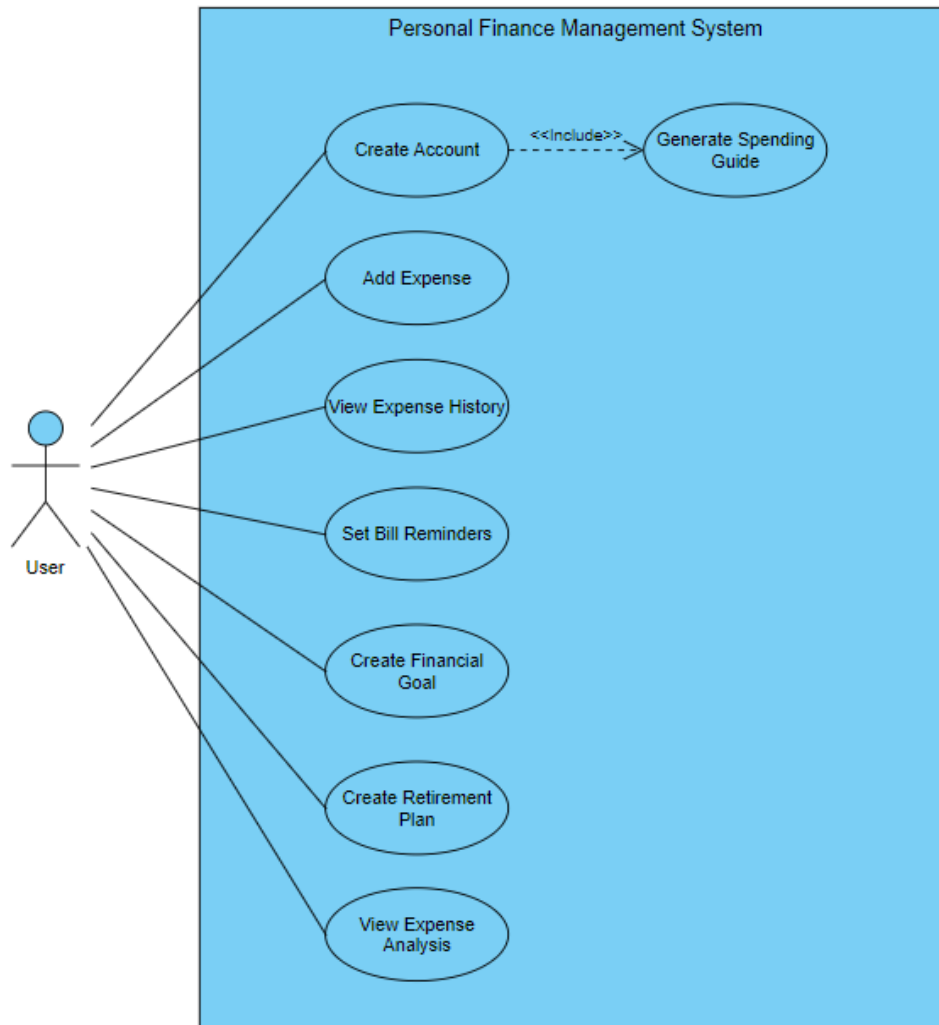 Personal Finance Management System
Create Account
<<Include>>
Generate Spending
Guide
Add Expense
View Expense History
Set Bill Reminders
User
Create Financial
Goal
Create Retirement
Plan
View Expense
Analysis